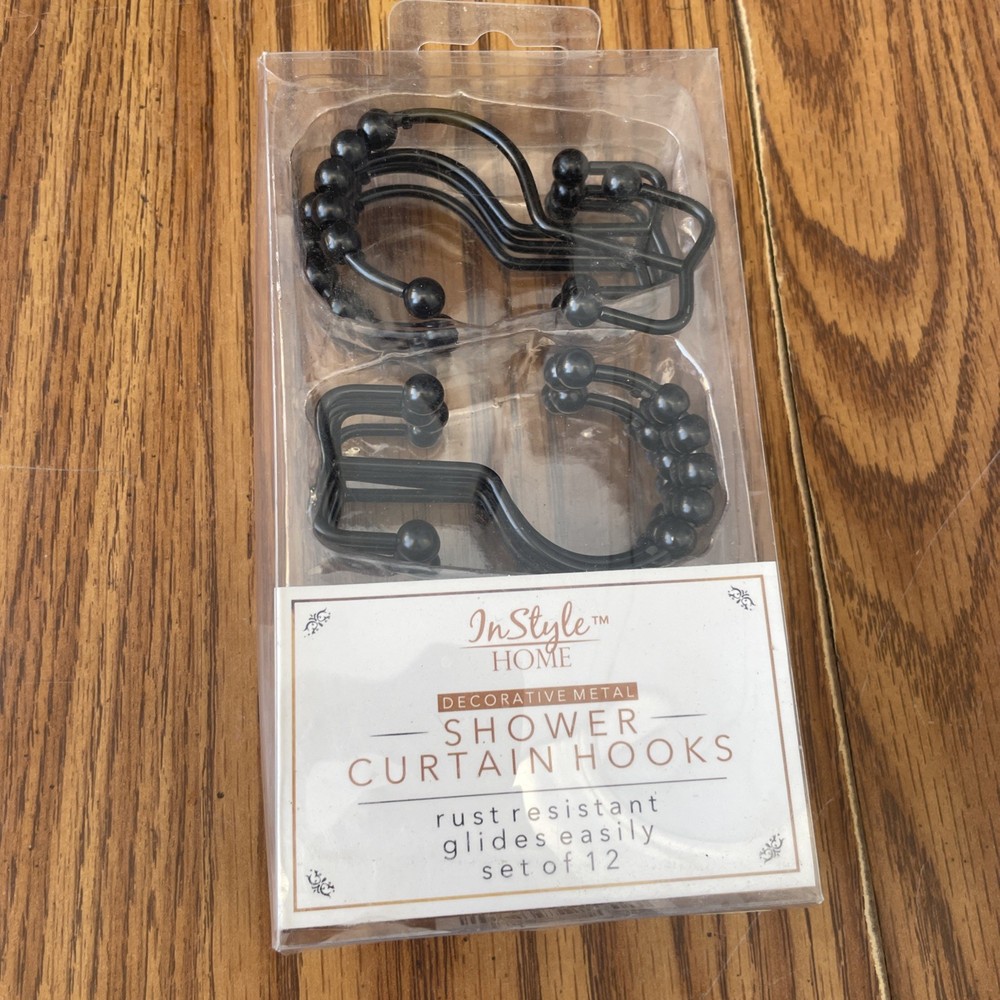 InStyle™
HOME
DECORATIVE METAL
SHOWER
CURTAIN HOOKS
rust resistant
glides easily
set of 12